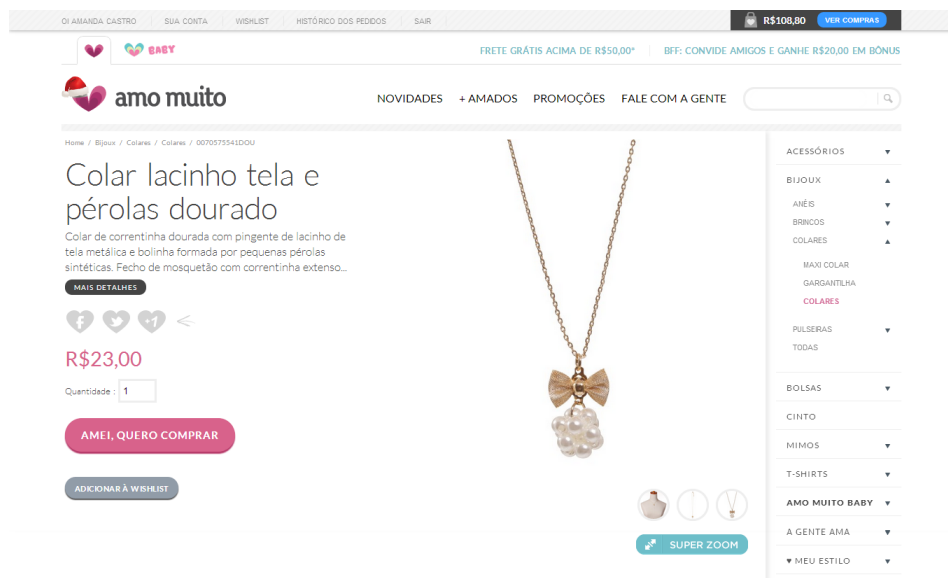 OI AMANDA CASTRO SUA CONTA WISHLIST HISTÓRICO DOS PEDIDOS SAIR R$108,80 VER COMPRAS
BABY FRETE GRÁTIS ACIMA DE R$50,00* BFF: CONVIDE AMIGOS E GANHE R$20,00 EM BÔNUS
amo muito NOVIDADES + AMADOS PROMOÇÕES FALE COM A GENTE
Home / Bijoux / Colares / Colares / 0070575541DOU
Colar lacinho tela e
pérolas dourado
Colar de correntinha dourada com pingente de lacinho de
tela metálica e bolinha formada por pequenas pérolas
sintéticas. Fecho de mosquetão com correntinha extenso...
MAIS DETALHES
f +1
R$23,00
Quantidade : 1
AMEI, QUERO COMPRAR
ADICIONAR À WISHLIST
SUPER ZOOM
ACESSÓRIOS
BIJOUX
ANÉIS
BRINCOS
COLARES
MAXI COLAR
GARGANTILHA
COLARES
PULSEIRAS
TODAS
BOLSAS
CINTO
MIMOS
T-SHIRTS
AMO MUITO BABY
A GENTE AMA
♥ MEU ESTILO